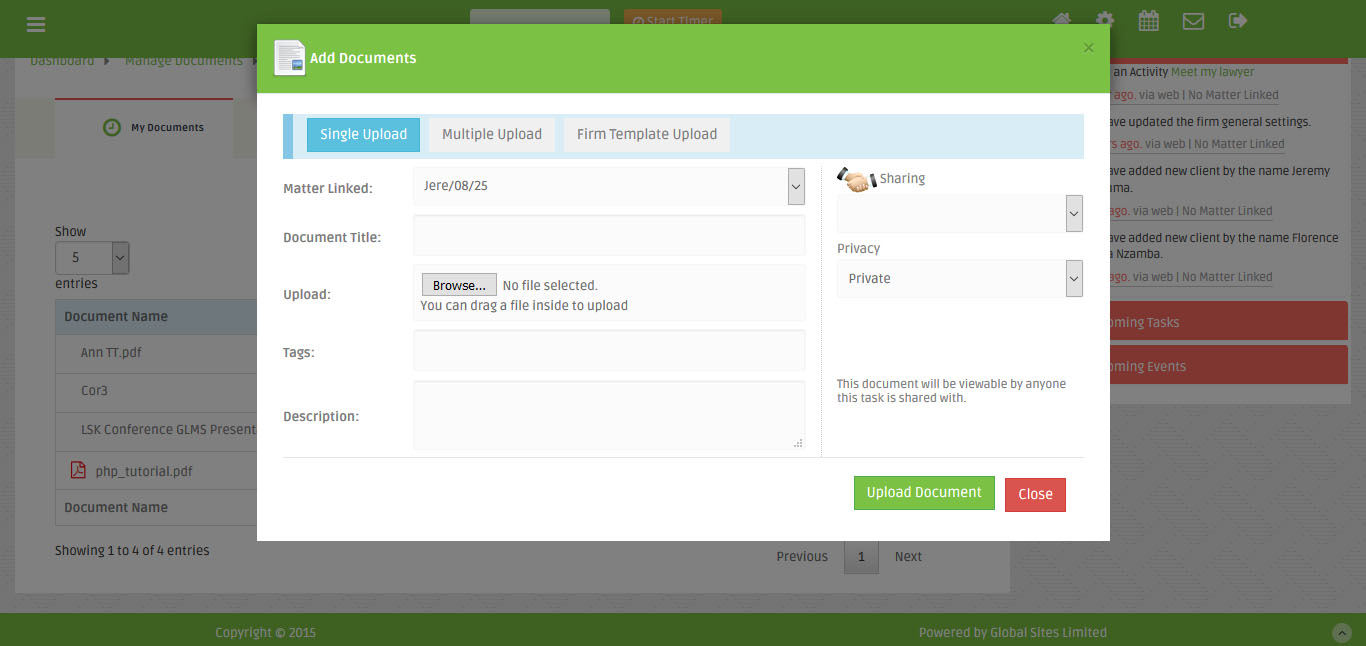 Start Timer
Add Documents
×
Dashboard
Manage Documents
My Documents
Single Upload
Multiple Upload
Firm Template Upload
Matter Linked:
Jere/08/25
Document Title:
Upload:
Browse...
No file selected.
You can drag a file inside to upload
Tags:
Description:
Sharing
Privacy
Private
This document will be viewable by anyone
this task is shared with.
Upload Document
Close
Show
5
entries
Document Name
Ann TT.pdf
Cor3
LSK Conference GLMS Present
php_tutorial.pdf
Document Name
Showing 1 to 4 of 4 entries
Previous
1
Next
an Activity Meet my lawyer
ago. via web | No Matter Linked
ve updated the firm general settings.
rs ago. via web | No Matter Linked
ve added new client by the name Jeremy
ma.
ago. via web | No Matter Linked
ve added new client by the name Florence
Nzamba.
ago. via web | No Matter Linked
oming Tasks
oming Events
Copyright © 2015
Powered by Global Sites Limited